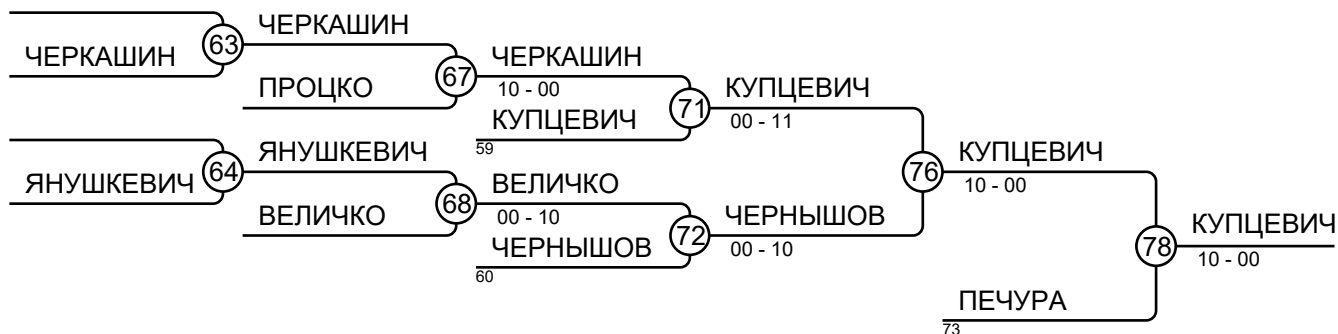 ЧЕРКАШИН
63
ЧЕРКАШИН
ПРОЦКО
67
ЧЕРКАШИН
10 - 00
КУПЦЕВИЧ
59
71
КУПЦЕВИЧ
00 - 11
ЯНУШКЕВИЧ
64
ЯНУШКЕВИЧ
ВЕЛИЧКО
68
ВЕЛИЧКО
00 - 10
ЧЕРНЫШОВ
60
72
ЧЕРНЫШОВ
00 - 10
76
КУПЦЕВИЧ
10 - 00
ПЕЧУРА
73
78
КУПЦЕВИЧ
10 - 00